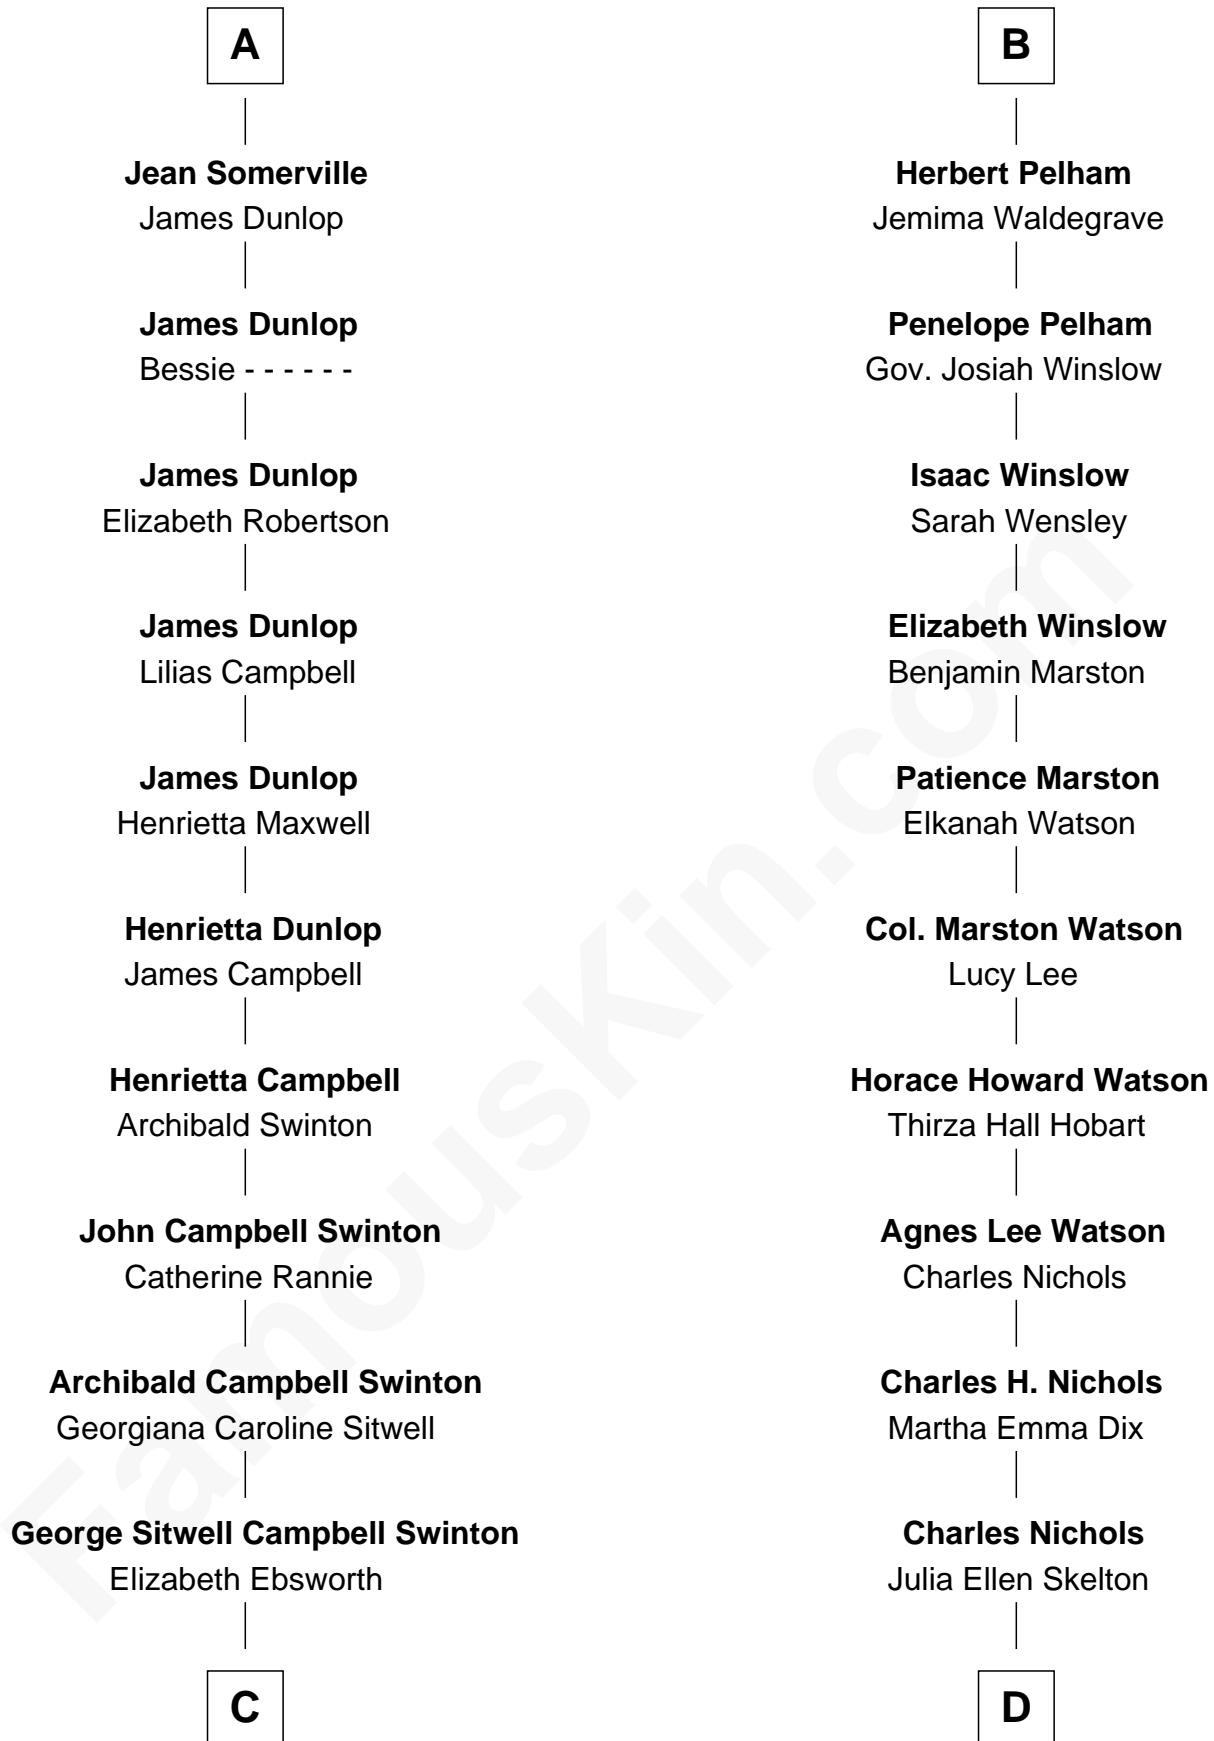 A
Jean Somerville
James Dunlop
James Dunlop
Bessie - - - - - -
James Dunlop
Elizabeth Robertson
James Dunlop
Lilias Campbell
James Dunlop
Henrietta Maxwell
Henrietta Dunlop
James Campbell
Henrietta Campbell
Archibald Swinton
John Campbell Swinton
Catherine Rannie
Archibald Campbell Swinton
Georgiana Caroline Sitwell
George Sitwell Campbell Swinton
Elizabeth Ebsworth
C
B
Herbert Pelham
Jemima Waldegrave
Penelope Pelham
Gov. Josiah Winslow
Isaac Winslow
Sarah Wensley
Elizabeth Winslow
Benjamin Marston
Patience Marston
Elkanah Watson
Col. Marston Watson
Lucy Lee
Horace Howard Watson
Thirza Hall Hobart
Agnes Lee Watson
Charles Nichols
Charles H. Nichols
Martha Emma Dix
Charles Nichols
Julia Ellen Skelton
D
FamousKin.com